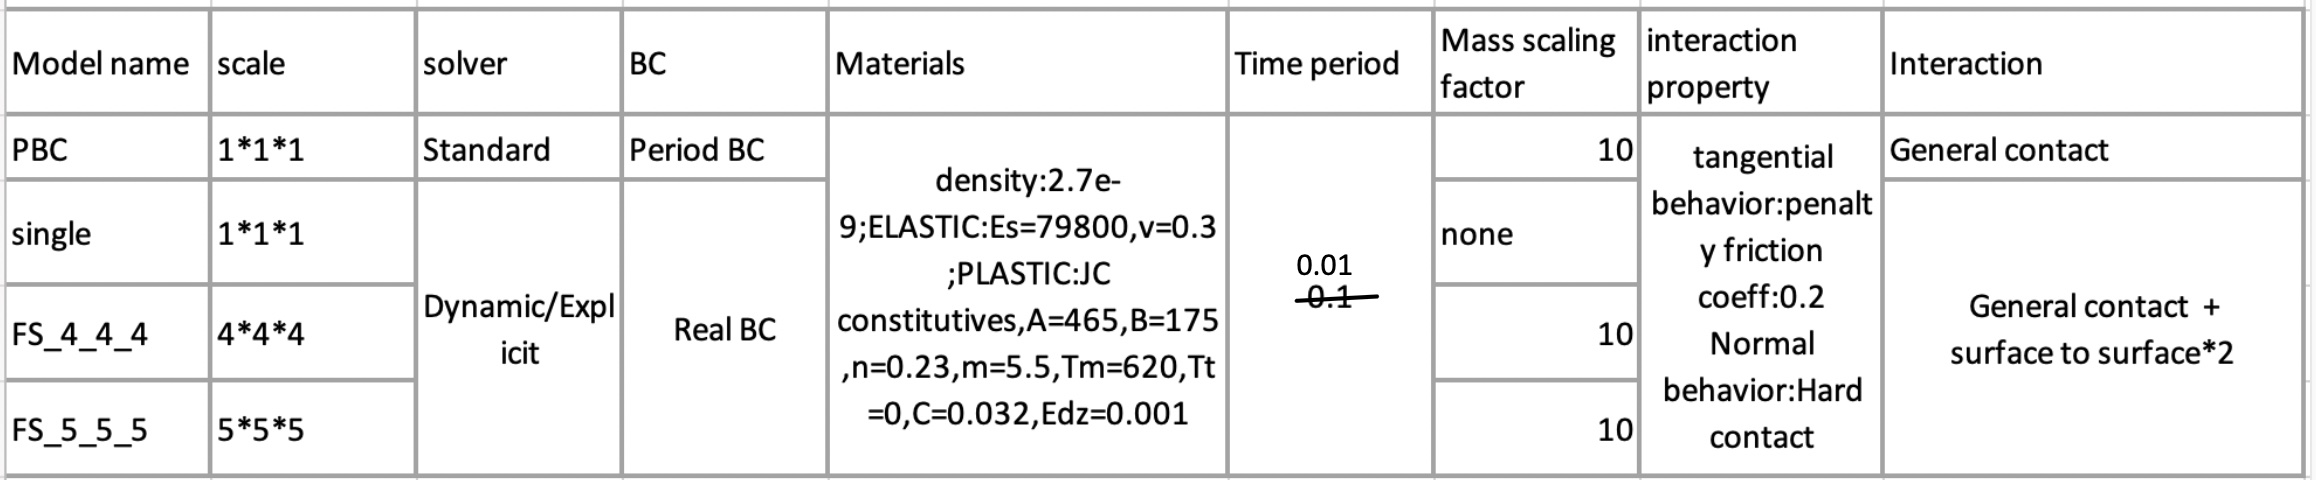 Model name
scale
solver
BC
Materials
Time period
Mass scaling
factor
interaction
property
Interaction
PBC
1*1*1
Standard
Period BC
density:2.7e-
9;ELASTIC:Es=79800,v=0.3
;PLASTIC:JC
constitutives,A=465,B=175
,n=0.23,m=5.5,Tm=620,Tt
=0,C=0.032,Edz=0.001
0.01
0.1
10
tangential
behavior:penalt
y friction
coeff:0.2
Normal
behavior:Hard
contact
General contact
single
1*1*1
Dynamic/Expl
icit
Real BC
none
General contact +
surface to surface*2
FS_4_4_4
4*4*4
10
FS_5_5_5
5*5*5
10